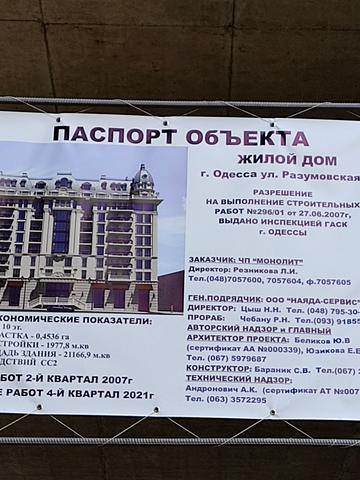 ПАСПОРТ ОбЪЕКТА
ЖИЛОЙ ДОМ
г. Одесса ул. Разумовская
РАЗРЕШЕНИЕ
НА ВЫПОЛНЕНИЕ СТРОИТЕЛЬНЫХ
РАБОТ №296/01 от 27.06.2007г,
ВЫДАНО ИНСПЕКЦИЕЙ ГАСК
г. ОДЕССЫ
ЗАКАЗЧИК: ЧП "МОНОЛИТ"
Директор: Резникова Л.И.
Тел.(048)7057600, 7057604, ф.7057605
ГЕН.ПОДРЯДЧИК: ООО "НАЯДА-СЕРВИС"
ДИРЕКТОР: Цыш Н.Н. Тел. (048) 795-30-
ПРОРАБ: Чебану Р.Н. Тел.(093) 91855
АВТОРСКИЙ НАДЗОР и ГЛАВНЫЙ
АРХИТЕКТОР ПРОЕКТА: Беликов Ю.В
(сертификат АА №000339), Юзикова Е.Е
Тел. (067) 5979687
КОНСТРУКТОР: Бараник С.В. Тел.(067)
ТЕХНИЧЕСКИЙ НАДЗОР:
Андронович А.К. (сертификат АТ №007
Тел. (063) 3572295
КОНОМИЧЕСКИЕ ПОКАЗАТЕЛИ:
10 эт.
АСТКА - 0,4536 га
СТРОЙКИ - 1977,8 м.кв
ЩАДЬ ЗДАНИЯ - 21166,9 м.кв
ДСТВИЙ СС2
БОТ 2-Й КВАРТАЛ 2007г
Е РАБОТ 4-Й КВАРТАЛ 2021г